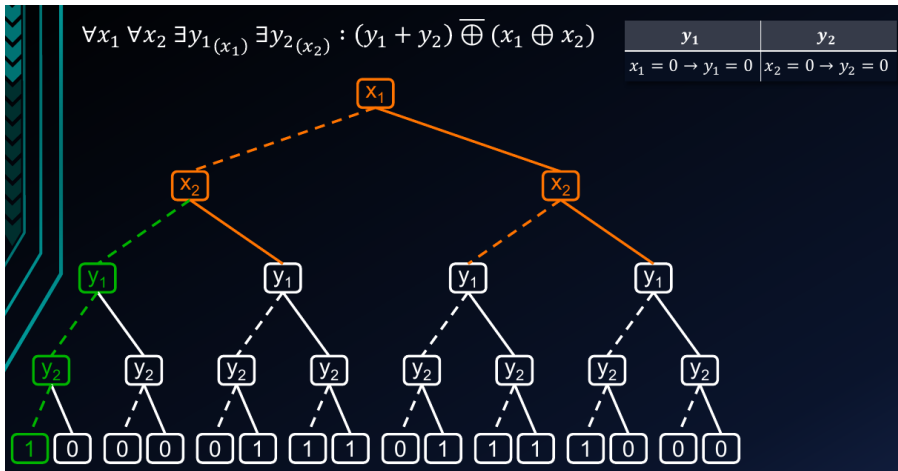 ∀x₁ ∀x₂ ∃y₁₍ₓ₁₎ ∃y₂₍ₓ₂₎ : (y₁ + y₂) ⊕̅ (x₁ ⊕ x₂)
y₁ y₂
x₁ = 0 → y₁ = 0 x₂ = 0 → y₂ = 0
x₁
x₂ x₂
y₁ y₁ y₁ y₁
y₂ y₂ y₂ y₂ y₂ y₂ y₂ y₂
1 0 0 0 0 1 1 1 0 1 1 1 1 0 0 0